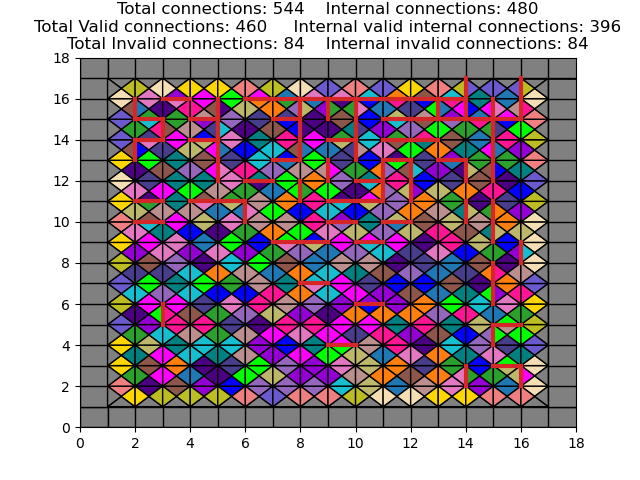 Total connections: 544    Internal connections: 480
Total Valid connections: 460     Internal valid internal connections: 396
Total Invalid connections: 84    Internal invalid connections: 84
18
16
14
12
10
8
6
4
2
0
0 2 4 6 8 10 12 14 16 18